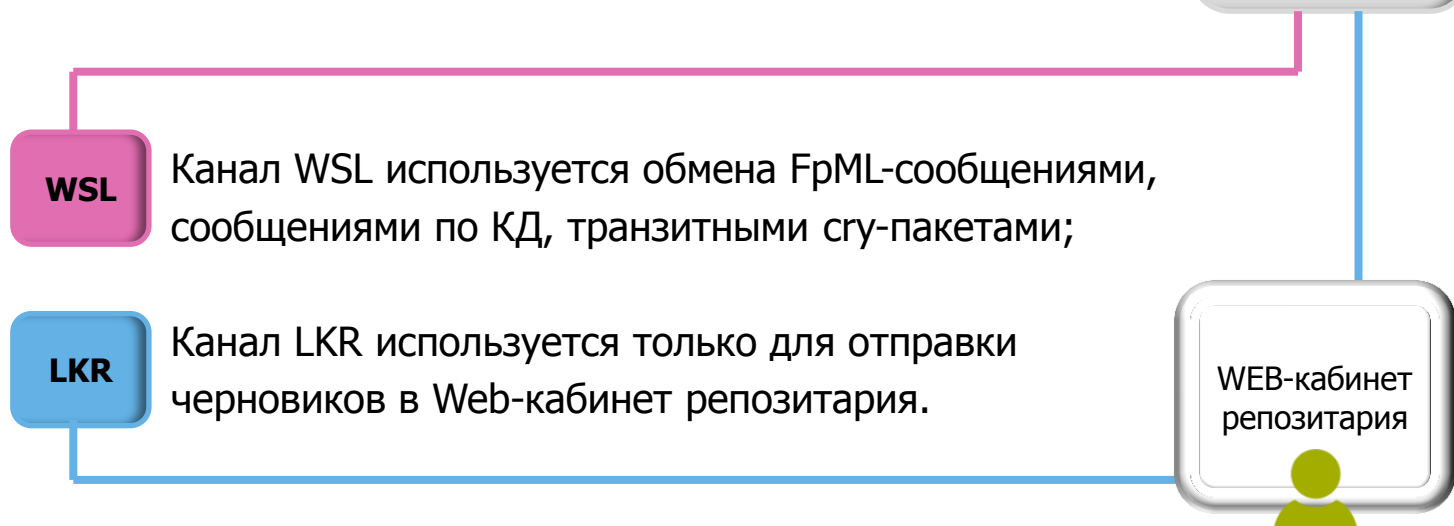 WSL
Канал WSL используется обмена FpML-сообщениями,
сообщениями по КД, транзитными cry-пакетами;
LKR
Канал LKR используется только для отправки
черновиков в Web-кабинет репозитария.
WEB-кабинет
репозитария